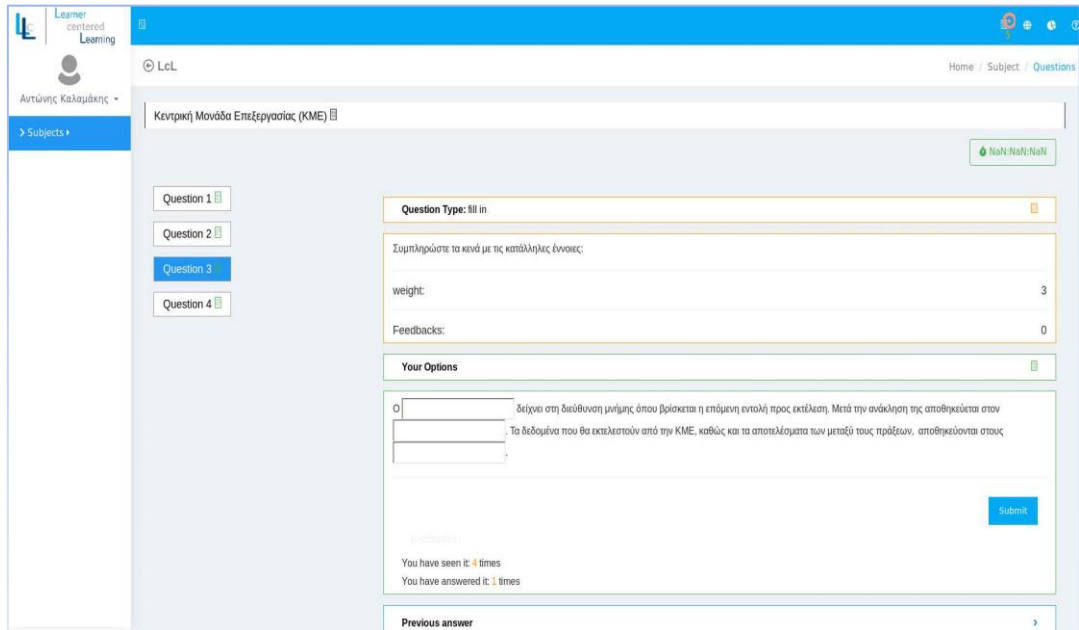 Learner
centered
Learning
LLc
5
LcL
Home / Subject / Questions
Αντώνης Καλαμάκης
Subjects
Κεντρική Μονάδα Επεξεργασίας (ΚΜΕ)
NaN:NaN:NaN
Question 1
Question 2
Question 3
Question 4
Question Type: fill in
Συμπληρώστε τα κενά με τις κατάλληλες έννοιες:
weight: 3
Feedbacks: 0
Your Options
Ο δείχνει στη διεύθυνση μνήμης όπου βρίσκεται η επόμενη εντολή προς εκτέλεση. Μετά την ανάκληση της αποθηκεύεται στον
. Τα δεδομένα που θα εκτελεστούν από την ΚΜΕ, καθώς και τα αποτελέσματα των μεταξύ τους πράξεων, αποθηκεύονται στους
.
Submit
You have seen it: 4 times
You have answered it: 1 times
Previous answer